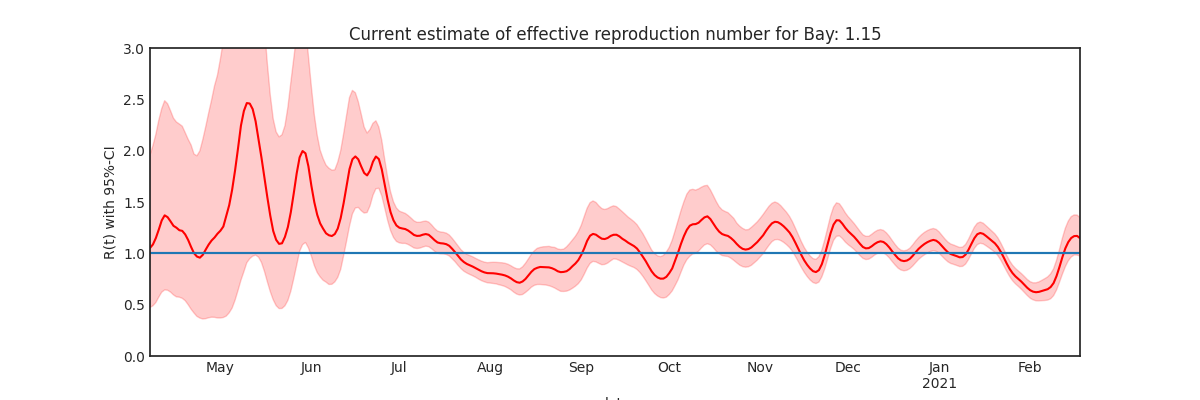 Current estimate of effective reproduction number for Bay: 1.15
R(t) with 95%-CI
3.0
2.5
2.0
1.5
1.0
0.5
0.0
May Jun Jul Aug Sep Oct Nov Dec Jan Feb
2021